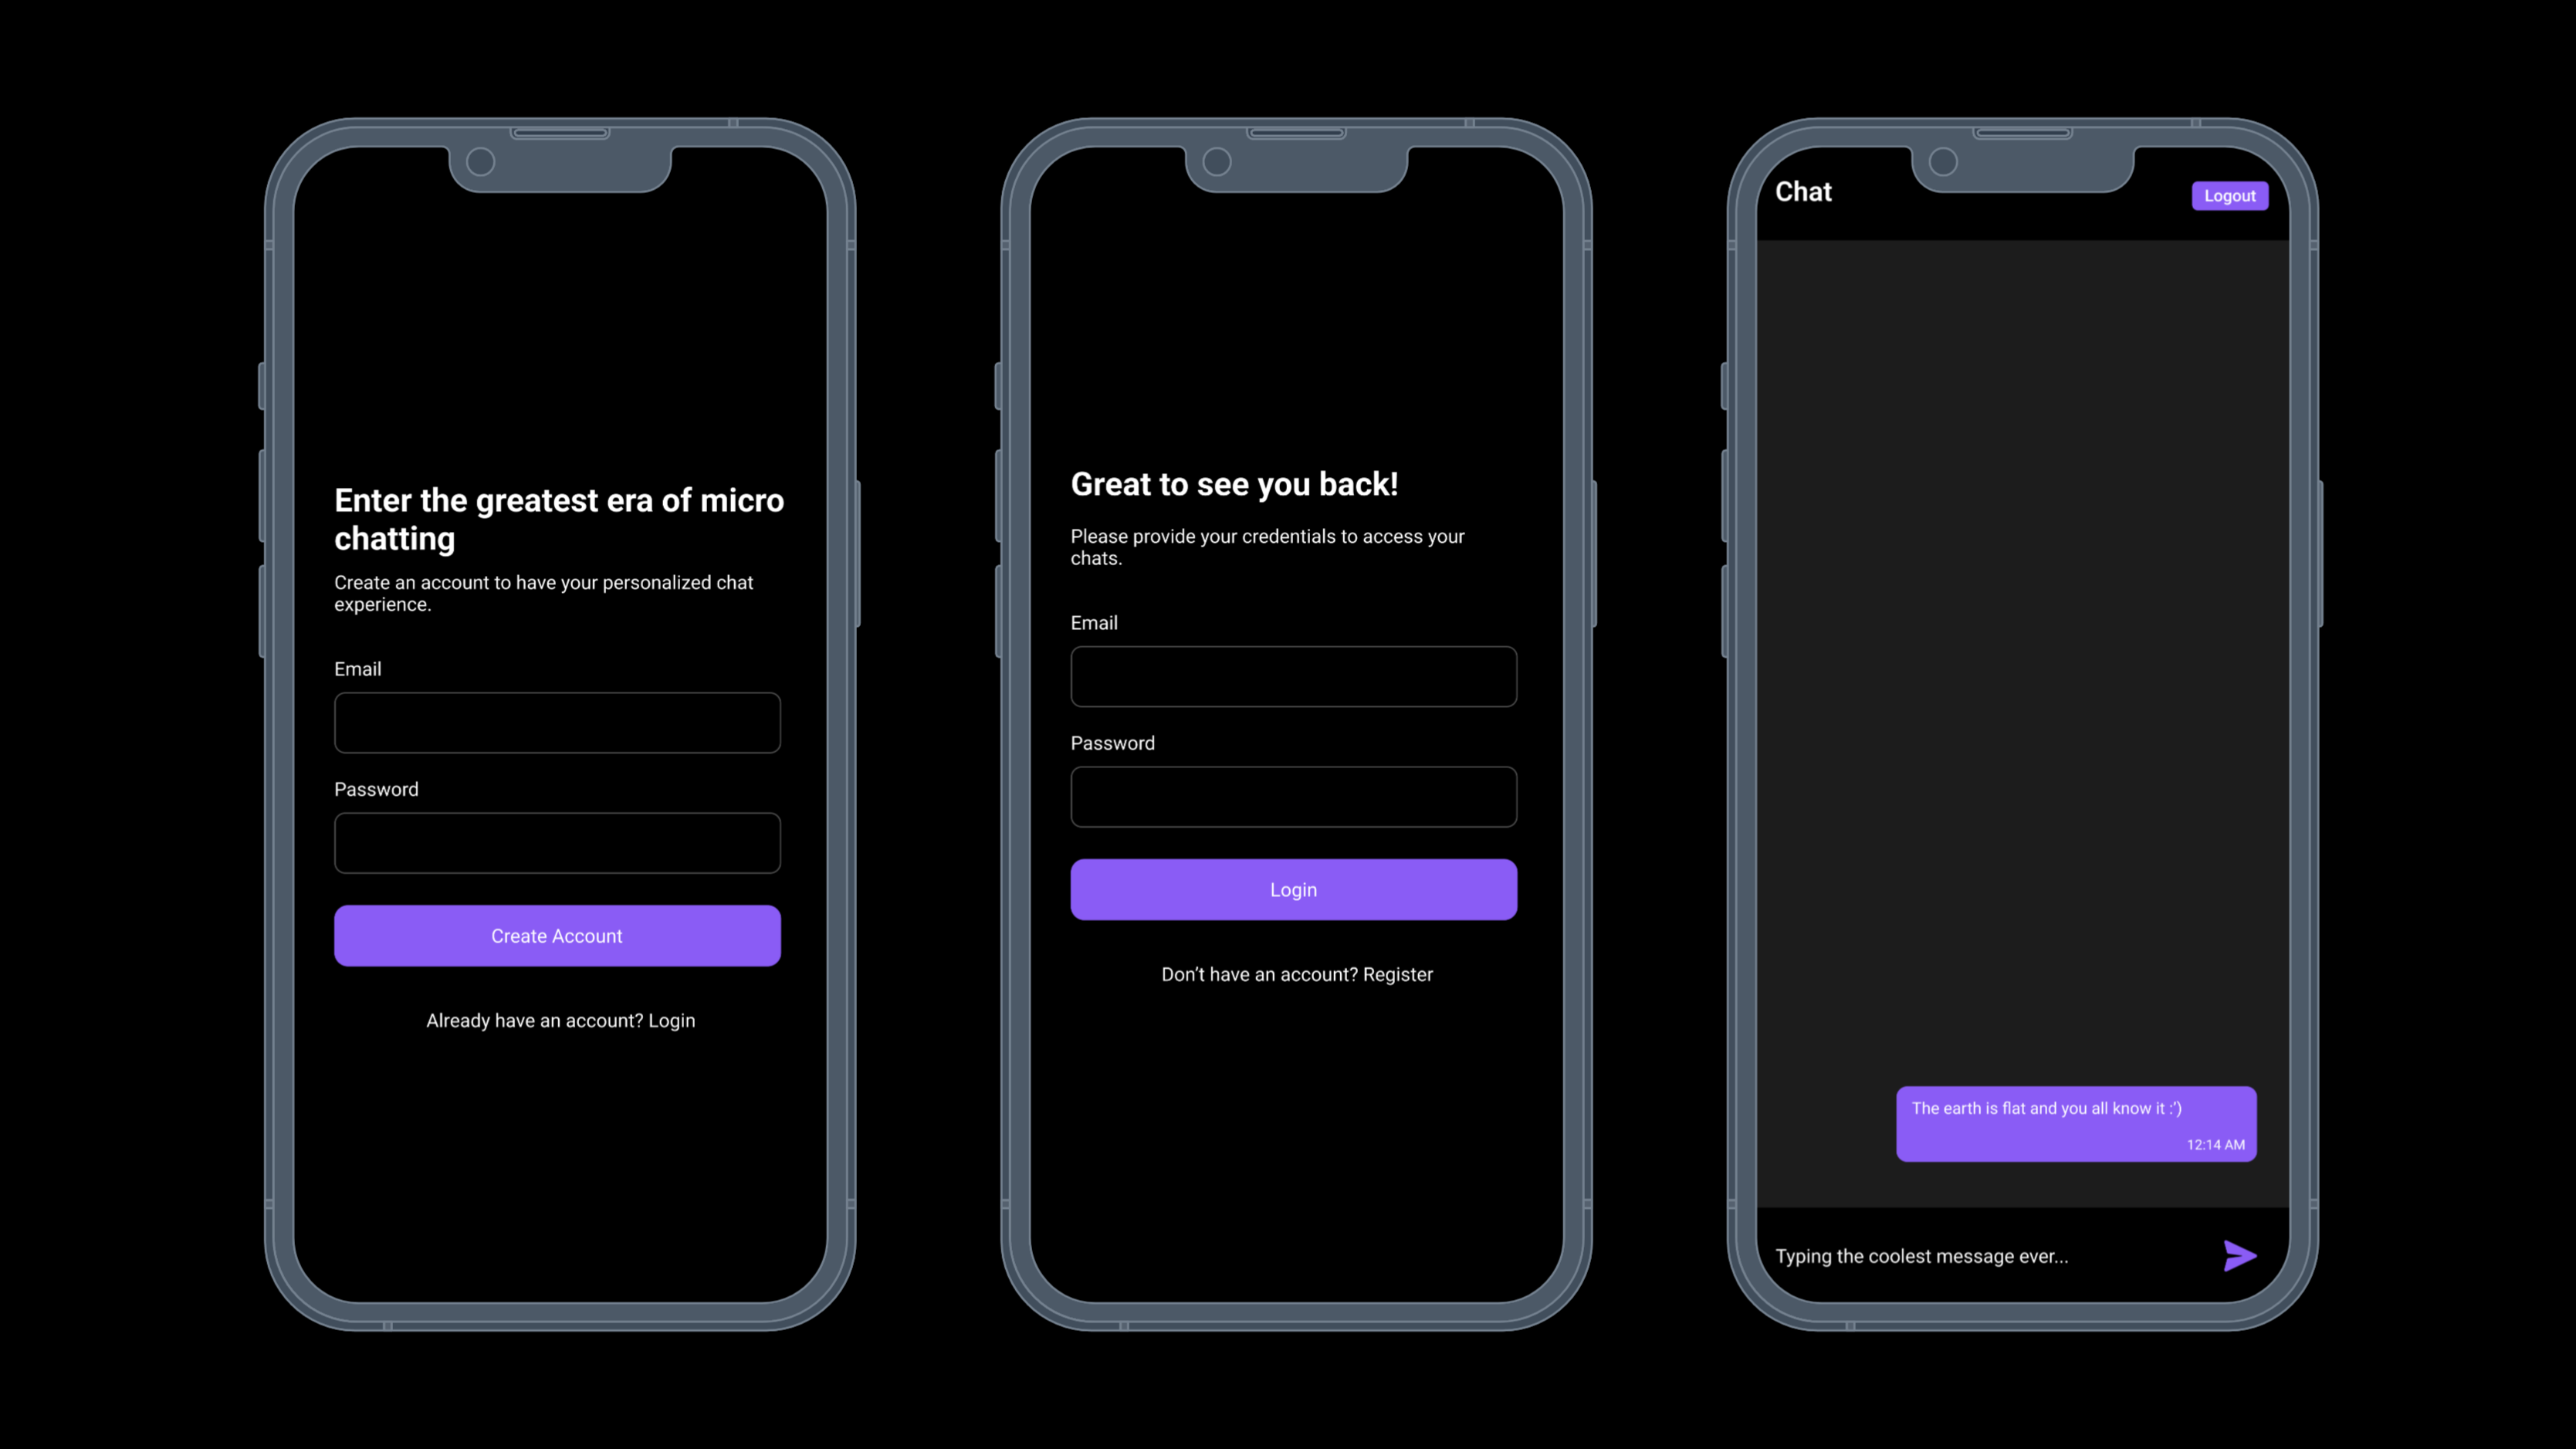 Enter the greatest era of micro
chatting
Create an account to have your personalized chat
experience.
Email
Password
Create Account
Already have an account? Login
Great to see you back!
Please provide your credentials to access your
chats.
Email
Password
Login
Don’t have an account? Register
Chat
Logout
The earth is flat and you all know it :’)
12:14 AM
Typing the coolest message ever...